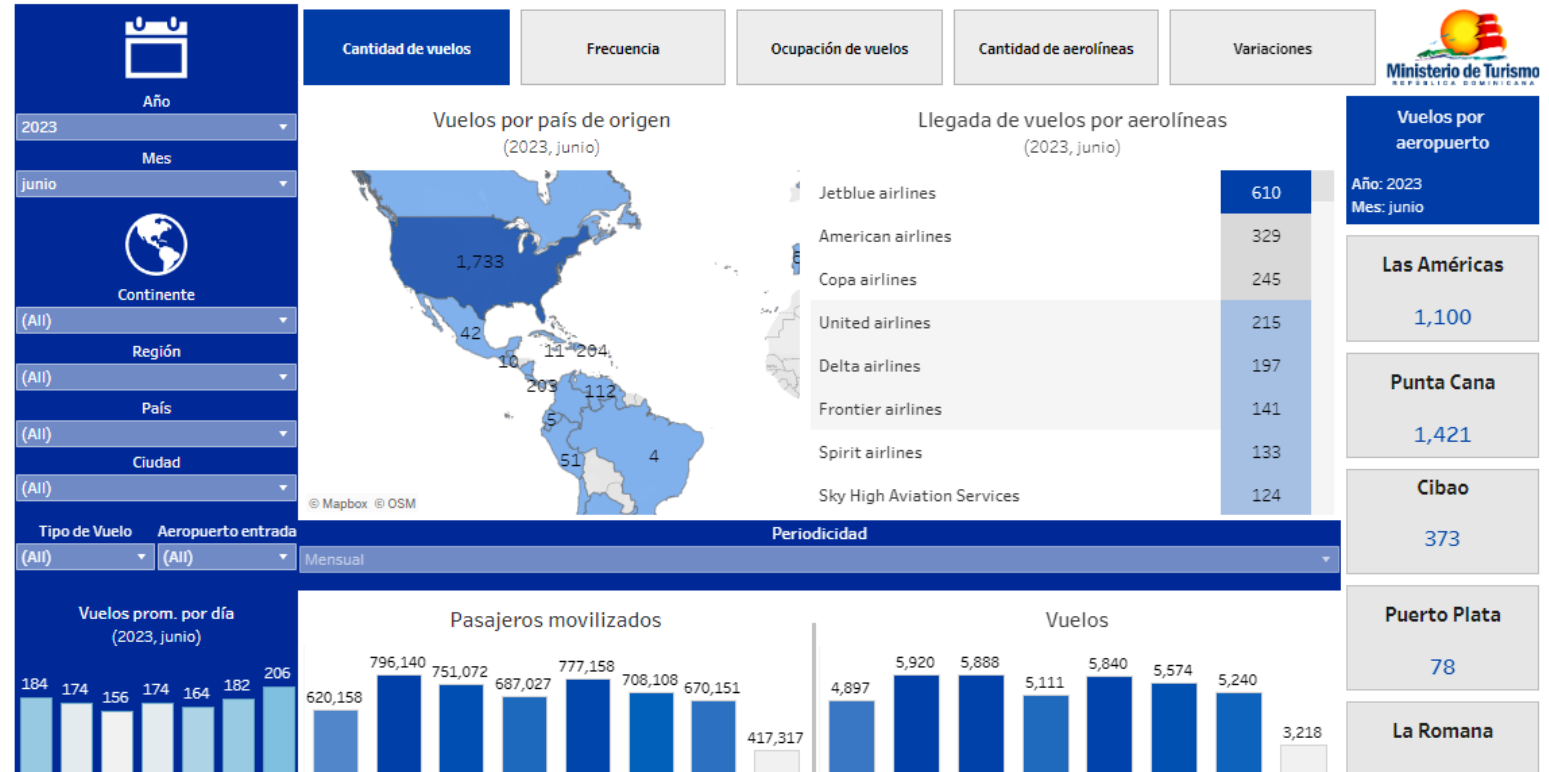 Año
2023
Mes
junio
Continente
(All)
Región
(All)
País
(All)
Ciudad
(All)
Tipo de Vuelo
Aeropuerto entrada
(All)
(All)
Vuelos prom. por día
(2023, junio)
184
174
156
174
164
182
206
Cantidad de vuelos
Frecuencia
Ocupación de vuelos
Cantidad de aerolíneas
Variaciones
Ministerio de Turismo
REPÚBLICA DOMINICANA
Vuelos por país de origen
(2023, junio)
1,733
42
10
11
204
203
112
5
51
4
© Mapbox © OSM
Llegada de vuelos por aerolíneas
(2023, junio)
Jetblue airlines 610
American airlines 329
Copa airlines 245
United airlines 215
Delta airlines 197
Frontier airlines 141
Spirit airlines 133
Sky High Aviation Services 124
Periodicidad
Mensual
Pasajeros movilizados
620,158
796,140
751,072
687,027
777,158
708,108
670,151
417,317
Vuelos
4,897
5,920
5,888
5,111
5,840
5,574
5,240
3,218
Vuelos por
aeropuerto
Año: 2023
Mes: junio
Las Américas
1,100
Punta Cana
1,421
Cibao
373
Puerto Plata
78
La Romana